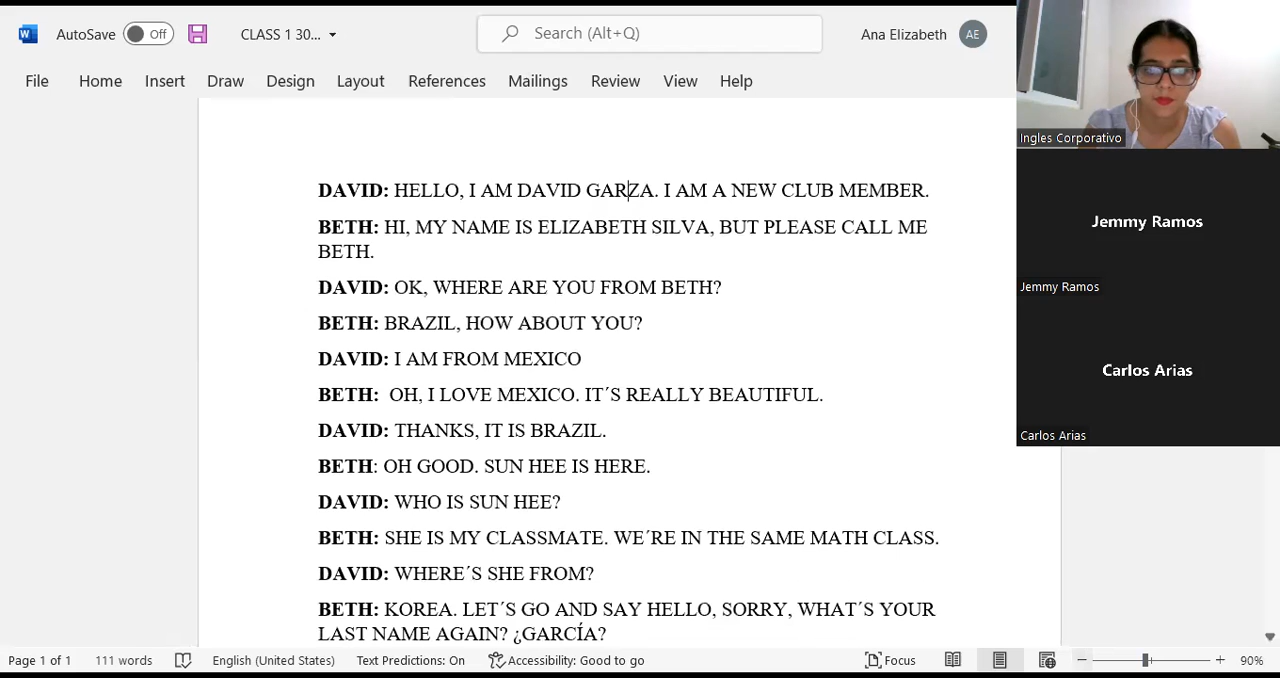 AutoSave Off CLASS 1 30... Search (Alt+Q) Ana Elizabeth AE
File Home Insert Draw Design Layout References Mailings Review View Help
DAVID: HELLO, I AM DAVID GARZA. I AM A NEW CLUB MEMBER.
BETH: HI, MY NAME IS ELIZABETH SILVA, BUT PLEASE CALL ME
BETH.
DAVID: OK, WHERE ARE YOU FROM BETH?
BETH: BRAZIL, HOW ABOUT YOU?
DAVID: I AM FROM MEXICO
BETH: OH, I LOVE MEXICO. IT´S REALLY BEAUTIFUL.
DAVID: THANKS, IT IS BRAZIL.
BETH: OH GOOD. SUN HEE IS HERE.
DAVID: WHO IS SUN HEE?
BETH: SHE IS MY CLASSMATE. WE´RE IN THE SAME MATH CLASS.
DAVID: WHERE´S SHE FROM?
BETH: KOREA. LET´S GO AND SAY HELLO, SORRY, WHAT´S YOUR
LAST NAME AGAIN? ¿GARCÍA?
Page 1 of 1 111 words English (United States) Text Predictions: On Accessibility: Good to go Focus 90%
Ingles Corporativo
Jemmy Ramos
Jemmy Ramos
Carlos Arias
Carlos Arias